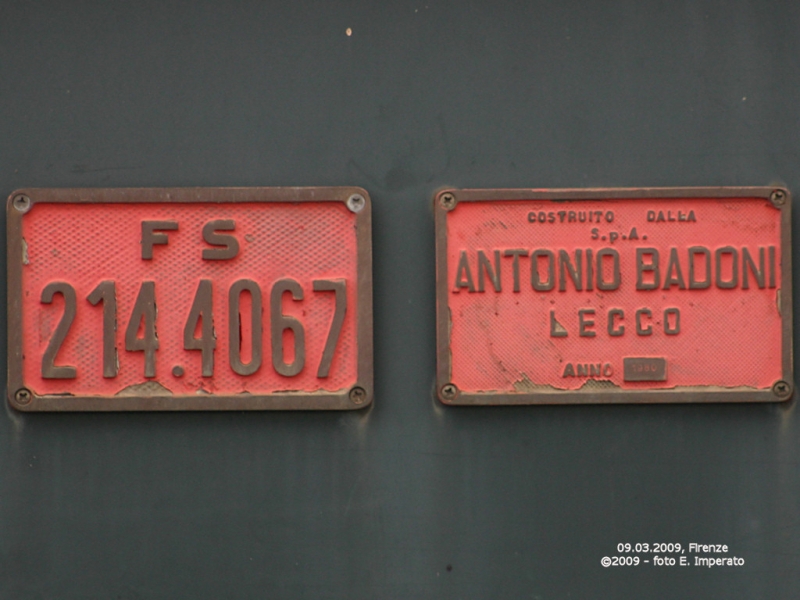 FS
214.4067
COSTRUITO DALLA
S.p.A.
ANTONIO BADONI
LECCO
ANNO
09.03.2009, Firenze
©2009 - foto E. Imperato